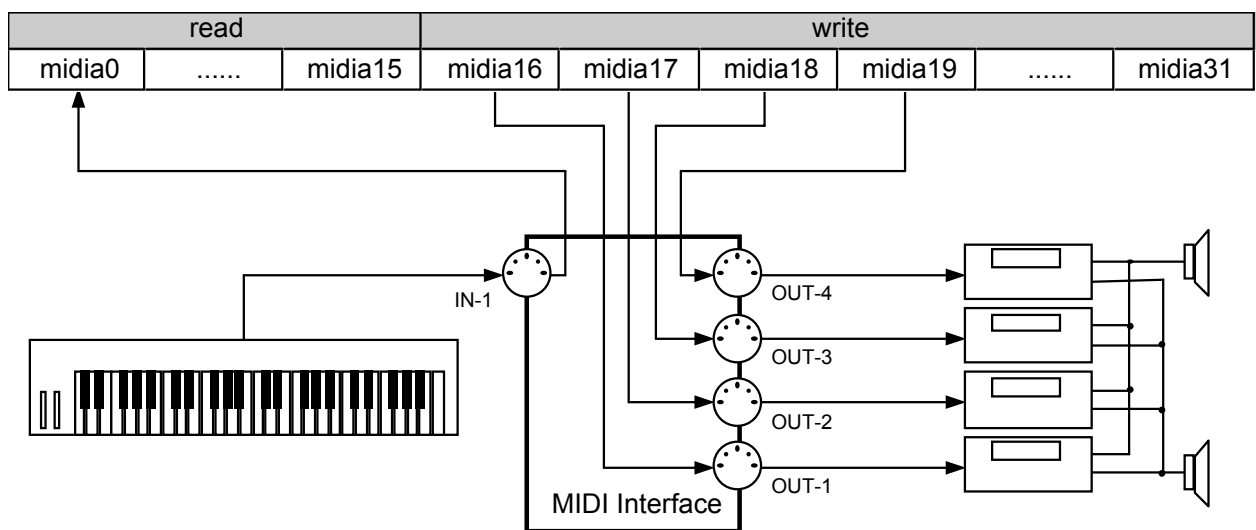 read write
midia0 ...... midia15 midia16 midia17 midia18 midia19 ...... midia31
IN-1 OUT-4
OUT-3
OUT-2
OUT-1
MIDI Interface